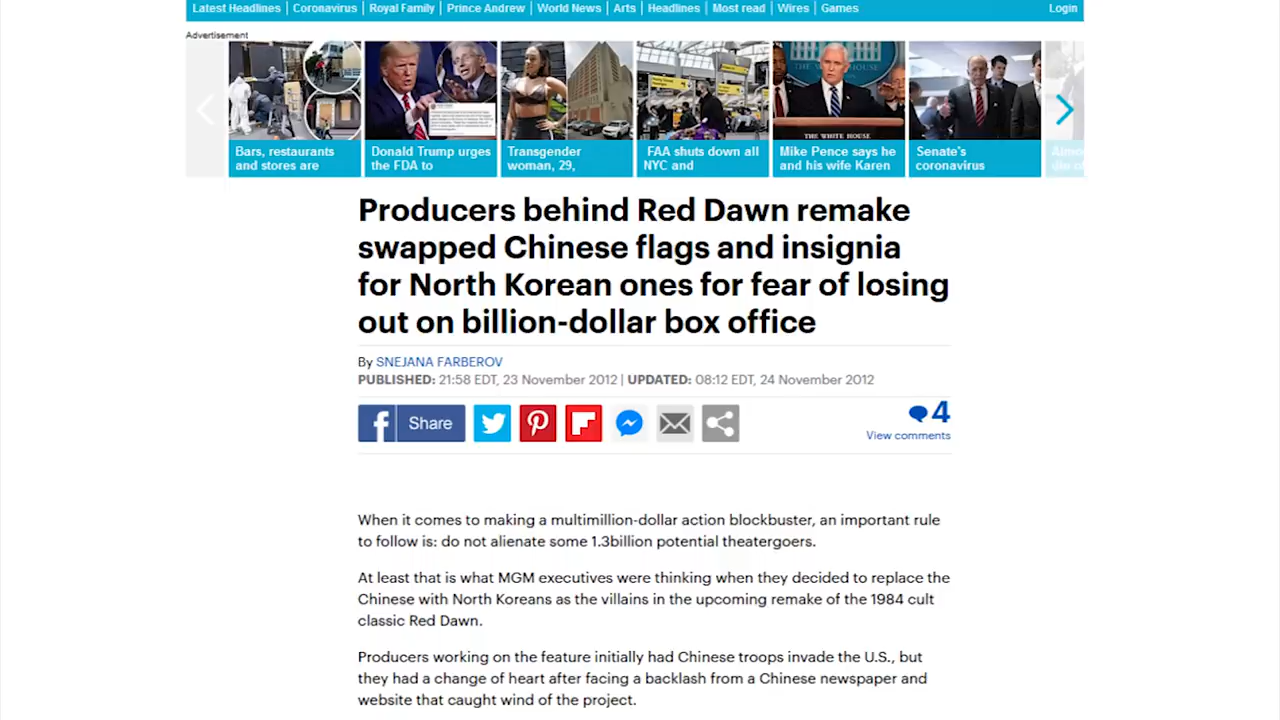 Latest Headlines | Coronavirus | Royal Family | Prince Andrew | World News | Arts | Headlines | Most read | Wires | Games Login
Advertisement
Bars, restaurants
and stores are
Donald Trump urges
the FDA to
Transgender
woman, 29,
FAA shuts down all
NYC and
Mike Pence says he
and his wife Karen
Senate's
coronavirus
THE WHITE HOUSE
Producers behind Red Dawn remake
swapped Chinese flags and insignia
for North Korean ones for fear of losing
out on billion-dollar box office
By SNEJANA FARBEROV
PUBLISHED: 21:58 EDT, 23 November 2012 | UPDATED: 08:12 EDT, 24 November 2012
Share
4
View comments
When it comes to making a multimillion-dollar action blockbuster, an important rule
to follow is: do not alienate some 1.3billion potential theatergoers.
At least that is what MGM executives were thinking when they decided to replace the
Chinese with North Koreans as the villains in the upcoming remake of the 1984 cult
classic Red Dawn.
Producers working on the feature initially had Chinese troops invade the U.S., but
they had a change of heart after facing a backlash from a Chinese newspaper and
website that caught wind of the project.